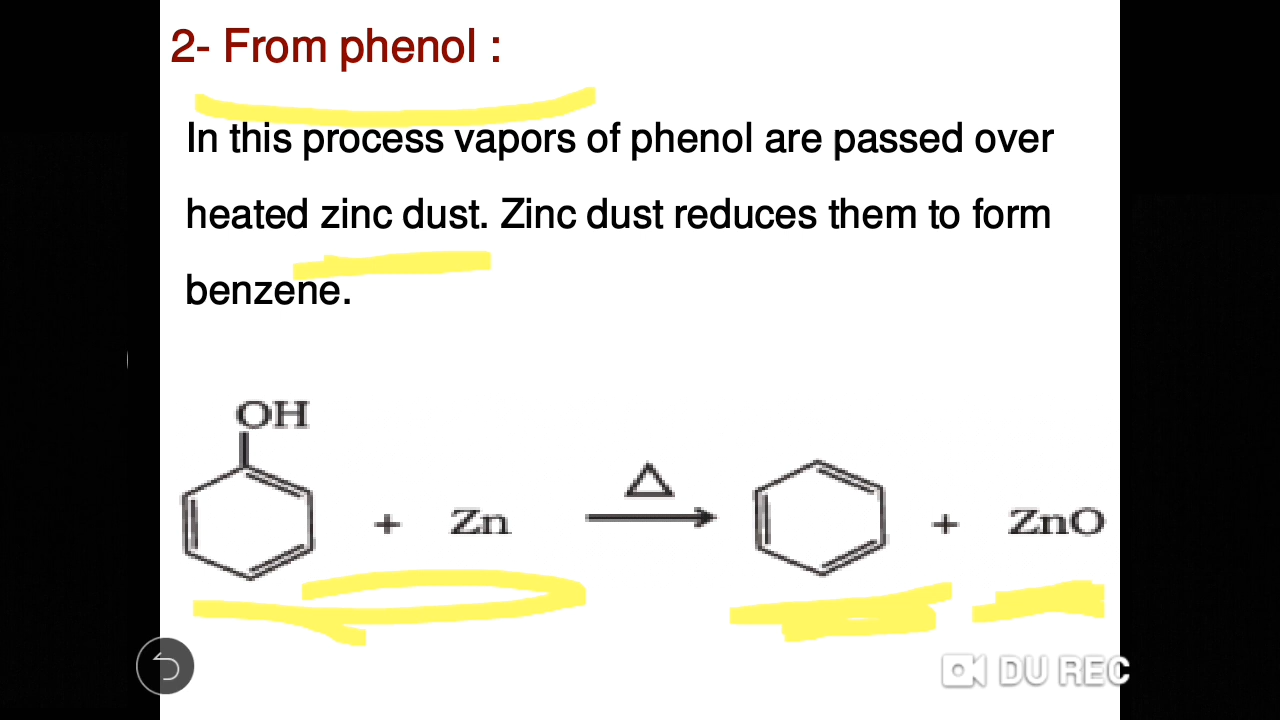 2- From phenol :
In this process vapors of phenol are passed over
heated zinc dust. Zinc dust reduces them to form
benzene.
OH
+ Zn △ + ZnO
DU REC